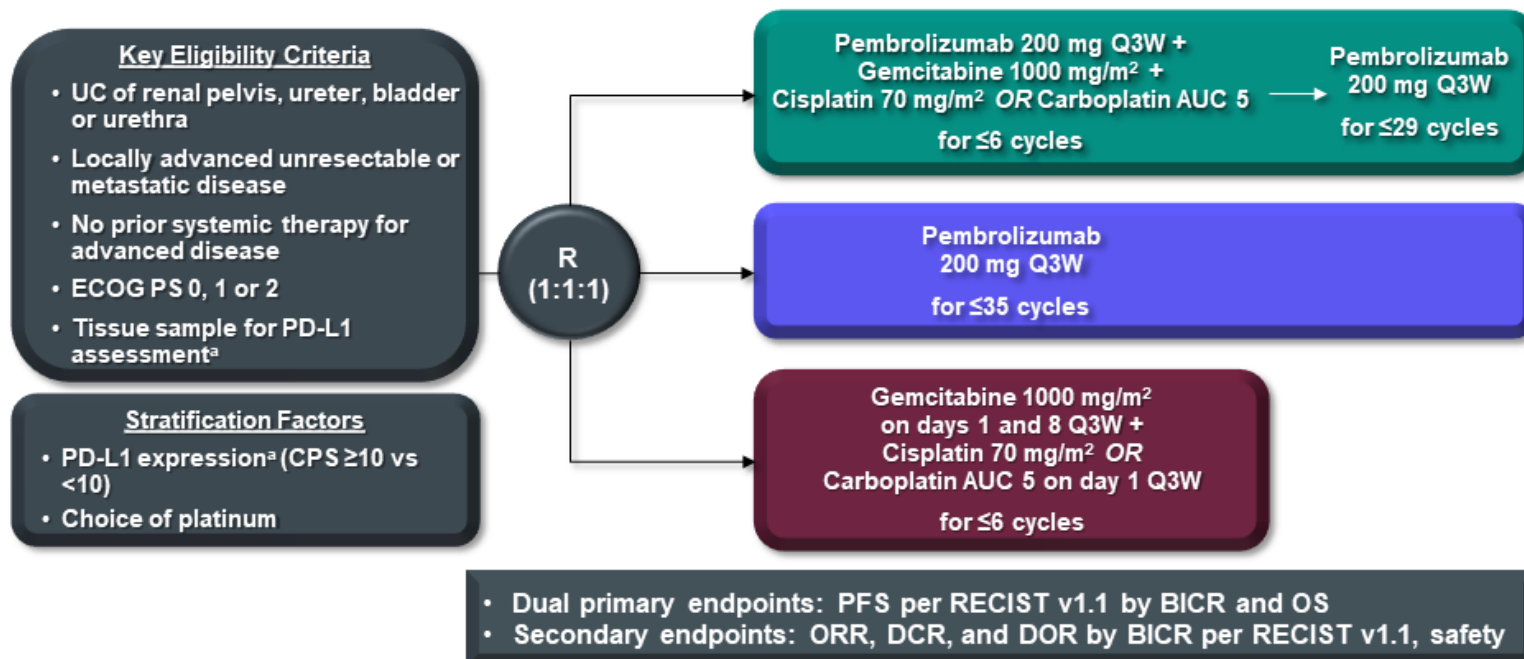 Key Eligibility Criteria
• UC of renal pelvis, ureter, bladder
or urethra
• Locally advanced unresectable or
metastatic disease
• No prior systemic therapy for
advanced disease
• ECOG PS 0, 1 or 2
• Tissue sample for PD-L1
assessmentᵃ
Stratification Factors
• PD-L1 expressionᵃ (CPS ≥10 vs
<10)
• Choice of platinum
R
(1:1:1)
Pembrolizumab 200 mg Q3W +
Gemcitabine 1000 mg/m² +
Cisplatin 70 mg/m² OR Carboplatin AUC 5
for ≤6 cycles
Pembrolizumab
200 mg Q3W
for ≤29 cycles
Pembrolizumab
200 mg Q3W
for ≤35 cycles
Gemcitabine 1000 mg/m²
on days 1 and 8 Q3W +
Cisplatin 70 mg/m² OR
Carboplatin AUC 5 on day 1 Q3W
for ≤6 cycles
• Dual primary endpoints: PFS per RECIST v1.1 by BICR and OS
• Secondary endpoints: ORR, DCR, and DOR by BICR per RECIST v1.1, safety